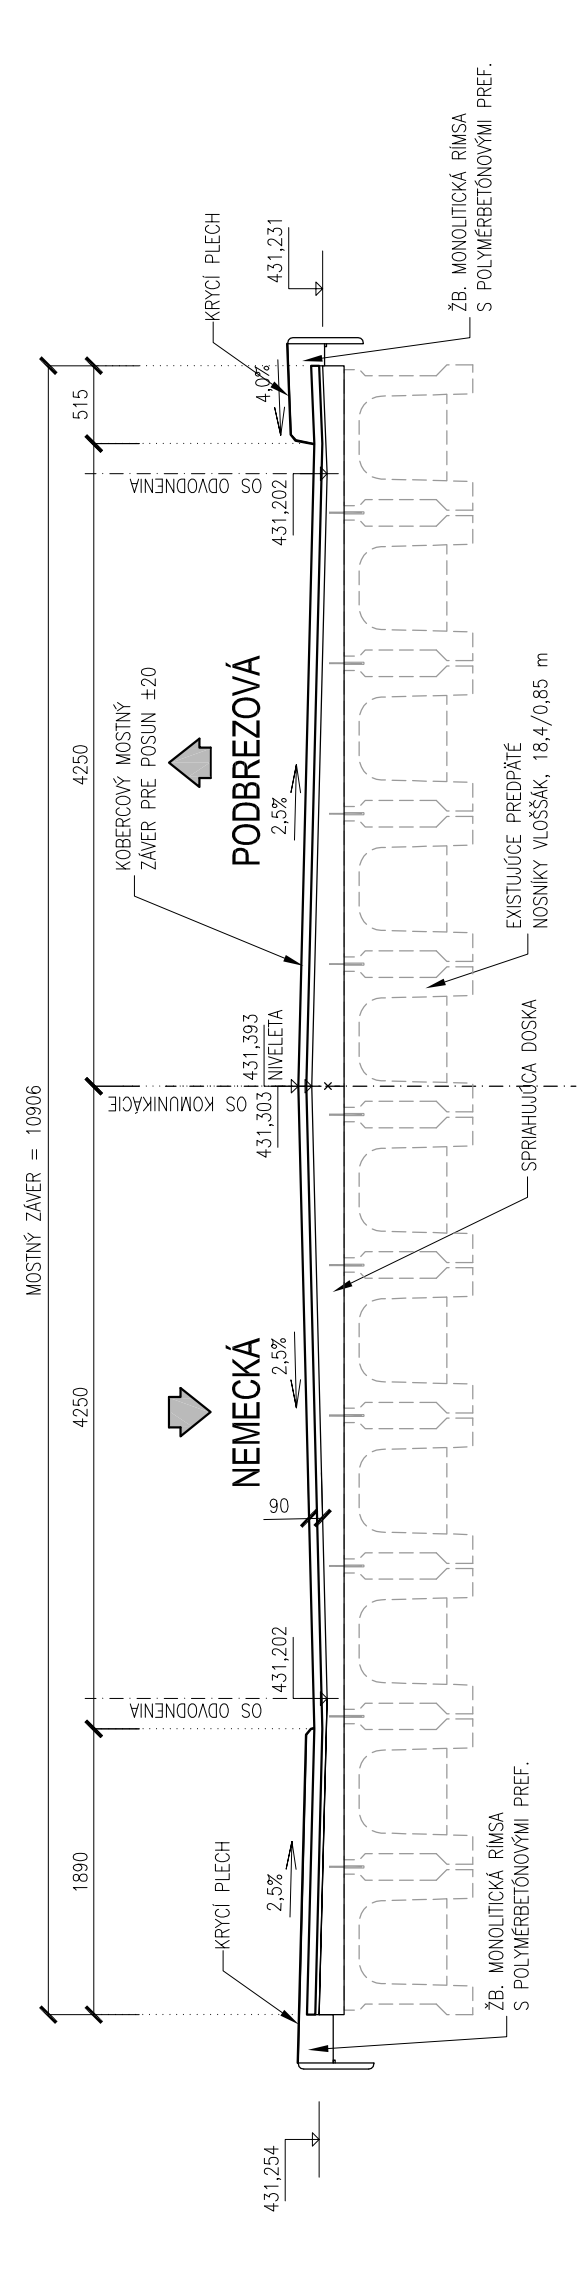 MOSTNÝ ZÁVER = 10906
1890
4250
4250
515
OS ODVODNENIA
OS KOMUNIKÁCIE
OS ODVODNENIA
KOBERCOVÝ MOSTNÝ
ZÁVER PRE POSUN ±20
NEMECKÁ
PODBREZOVÁ
KRYCÍ PLECH
KRYCÍ PLECH
431,254
2,5%
431,202
90
2,5%
431,303
431,393
NIVELETA
2,5%
431,202
4,0%
431,231
ŽB. MONOLITICKÁ RÍMSA
S POLYMÉRBETÓNOVÝMI PREF.
SPRIAHUJÚCA DOSKA
EXISTUJÚCE PREDPÄTÉ
NOSNÍKY VLOŠŠÁK, 18,4/0,85 m
ŽB. MONOLITICKÁ RÍMSA
S POLYMÉRBETÓNOVÝMI PREF.